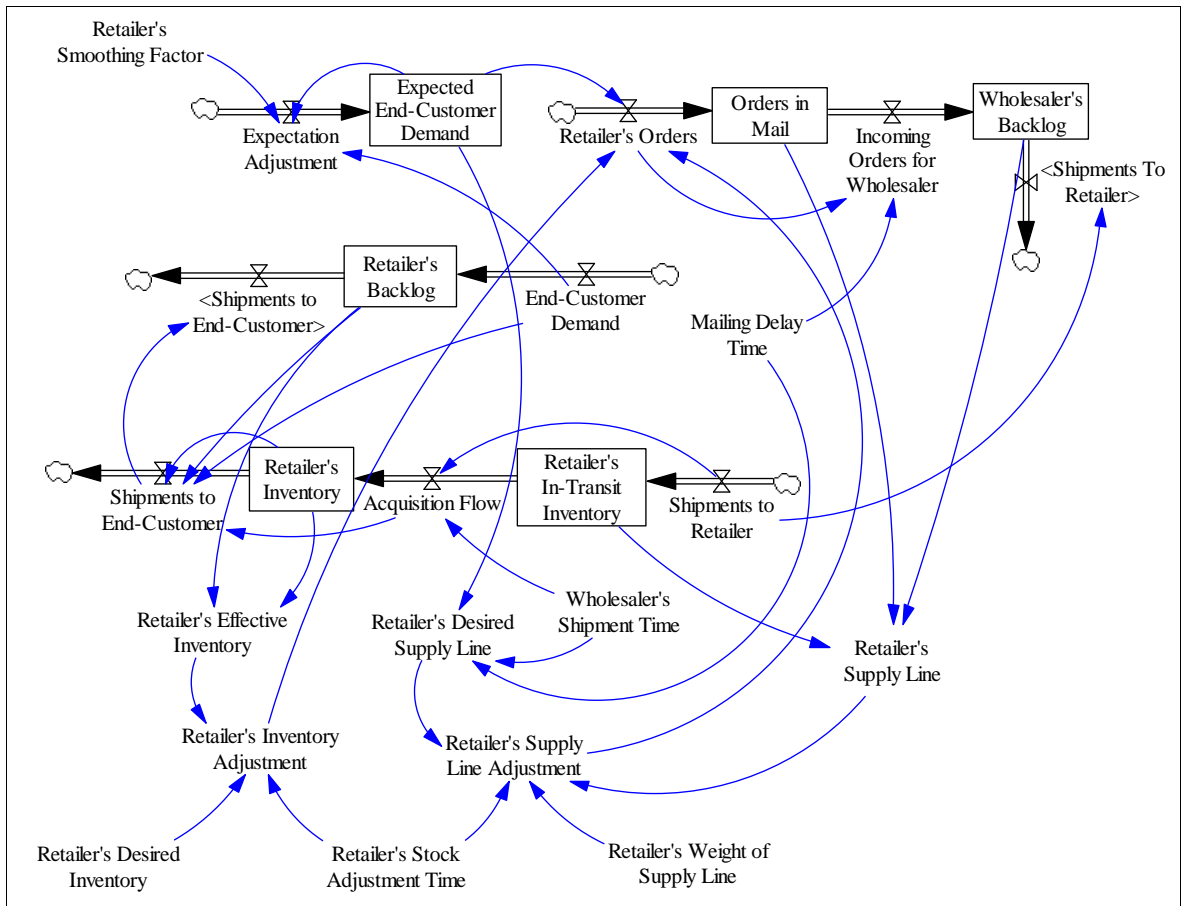 Retailer's
Smoothing Factor
Expected
End-Customer
Demand
Expectation
Adjustment
Retailer's Orders
Orders in
Mail
Incoming
Orders for
Wholesaler
Wholesaler's
Backlog
<Shipments To
Retailer>
Retailer's
Backlog
<Shipments to
End-Customer>
End-Customer
Demand
Mailing Delay
Time
Retailer's
Inventory
Shipments to
End-Customer
Acquisition Flow
Retailer's
In-Transit
Inventory
Shipments to
Retailer
Retailer's Effective
Inventory
Retailer's Desired
Supply Line
Wholesaler's
Shipment Time
Retailer's
Supply Line
Retailer's Inventory
Adjustment
Retailer's Supply
Line Adjustment
Retailer's Desired
Inventory
Retailer's Stock
Adjustment Time
Retailer's Weight of
Supply Line